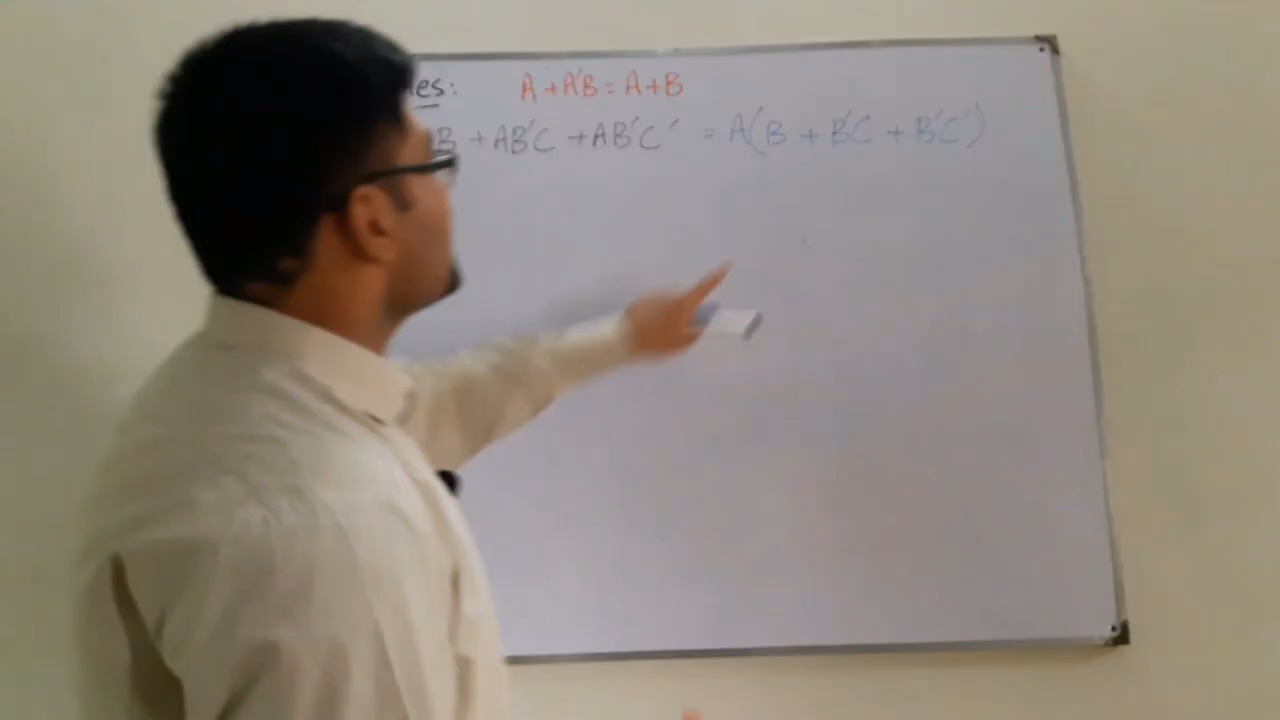 es: A + A'B = A+B
B + AB'C + AB'C' = A(B + B'C + B'C')